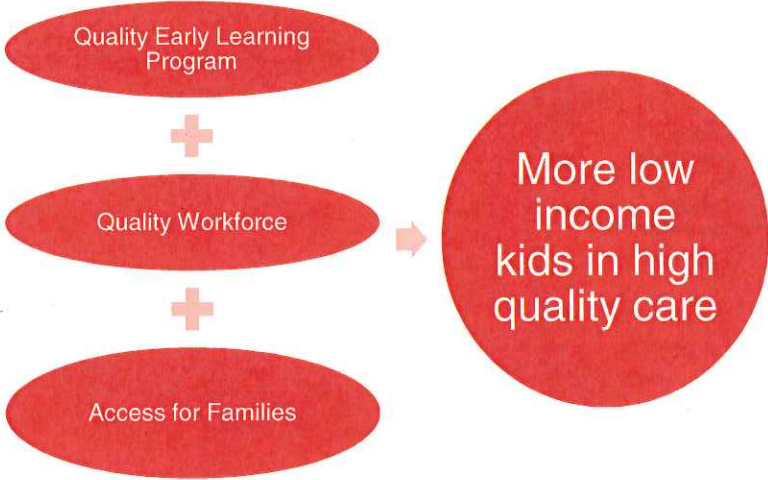 Quality Early Learning
Program
Quality Workforce
Access for Families
More low
income
kids in high
quality care